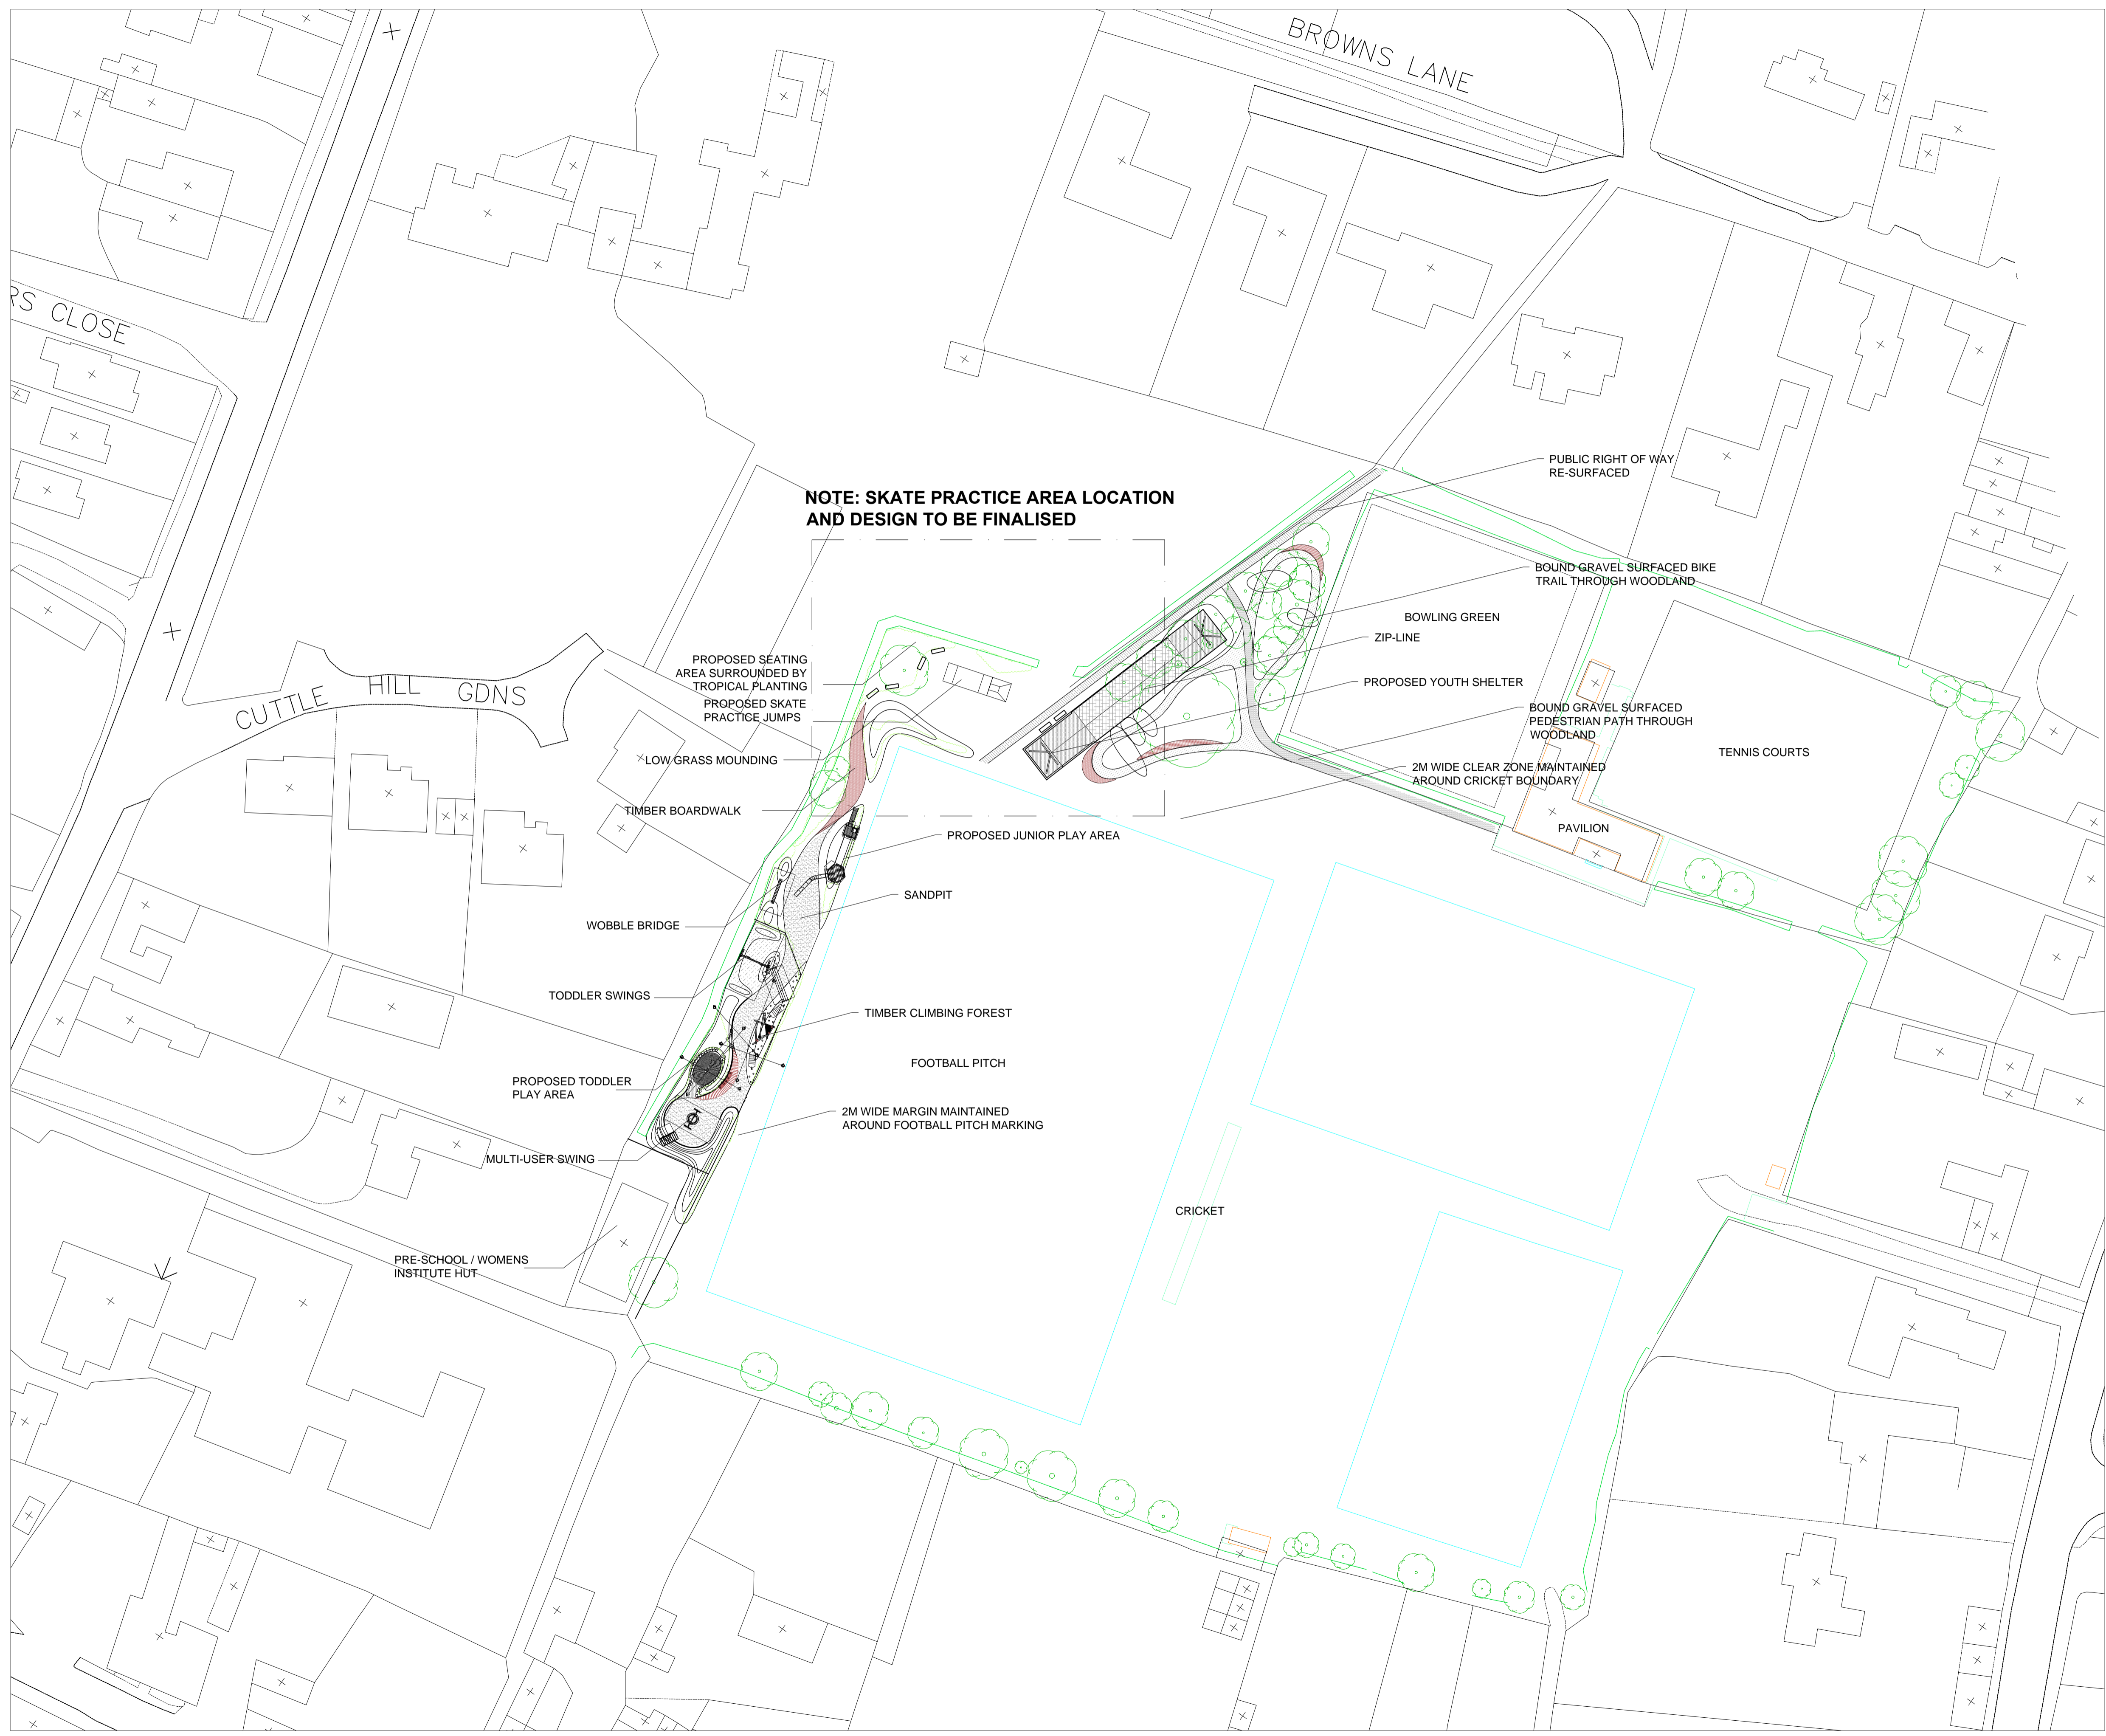 BROWNS LANE
RS CLOSE
PUBLIC RIGHT OF WAY
RE-SURFACED
NOTE: SKATE PRACTICE AREA LOCATION
AND DESIGN TO BE FINALISED
BOUND GRAVEL SURFACED BIKE
TRAIL THROUGH WOODLAND
BOWLING GREEN
ZIP-LINE
PROPOSED SEATING
AREA SURROUNDED BY
TROPICAL PLANTING
PROPOSED YOUTH SHELTER
CUTTLE HILL GDNS
PROPOSED SKATE
PRACTICE JUMPS
BOUND GRAVEL SURFACED
PEDESTRIAN PATH THROUGH
WOODLAND
TENNIS COURTS
LOW GRASS MOUNDING
2M WIDE CLEAR ZONE MAINTAINED
AROUND CRICKET BOUNDARY
TIMBER BOARDWALK
PAVILION
PROPOSED JUNIOR PLAY AREA
SANDPIT
WOBBLE BRIDGE
TODDLER SWINGS
TIMBER CLIMBING FOREST
FOOTBALL PITCH
PROPOSED TODDLER
PLAY AREA
2M WIDE MARGIN MAINTAINED
AROUND FOOTBALL PITCH MARKING
MULTI-USER SWING
CRICKET
PRE-SCHOOL / WOMENS
INSTITUTE HUT